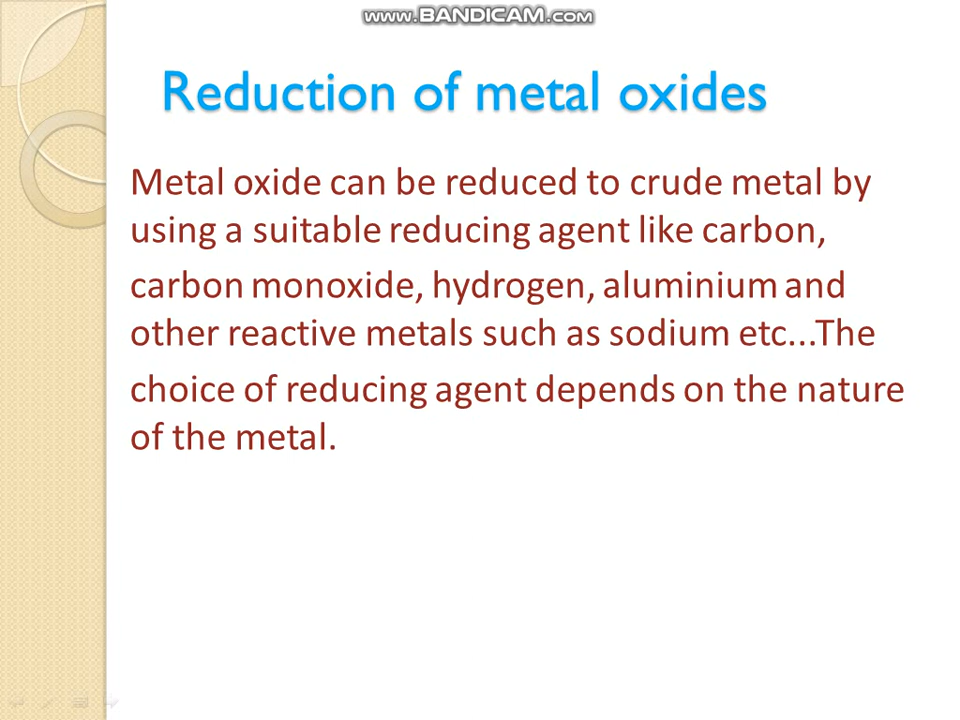 www.BANDICAM.com
Reduction of metal oxides
Metal oxide can be reduced to crude metal by
using a suitable reducing agent like carbon,
carbon monoxide, hydrogen, aluminium and
other reactive metals such as sodium etc...The
choice of reducing agent depends on the nature
of the metal.